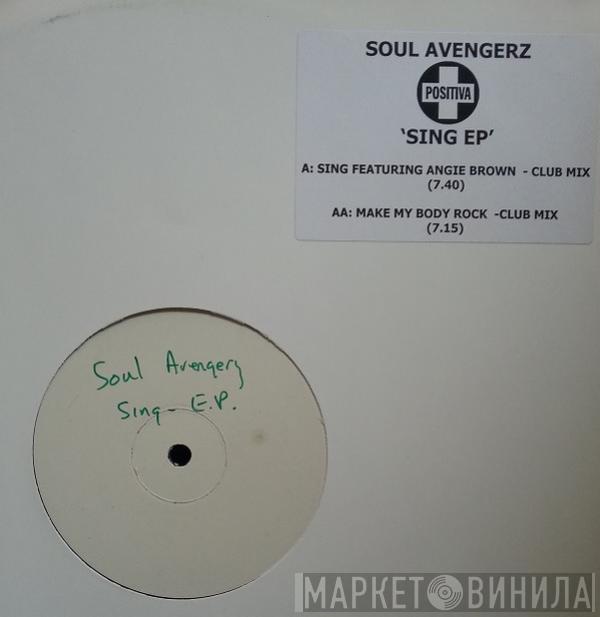 SOUL AVENGERZ
POSITIVA
‘SING EP’
A: SING FEATURING ANGIE BROWN - CLUB MIX
(7.40)
AA: MAKE MY BODY ROCK -CLUB MIX
(7.15)
Soul Avengerz
Sing - E.P.
МАРКЕТ ВИНИЛА